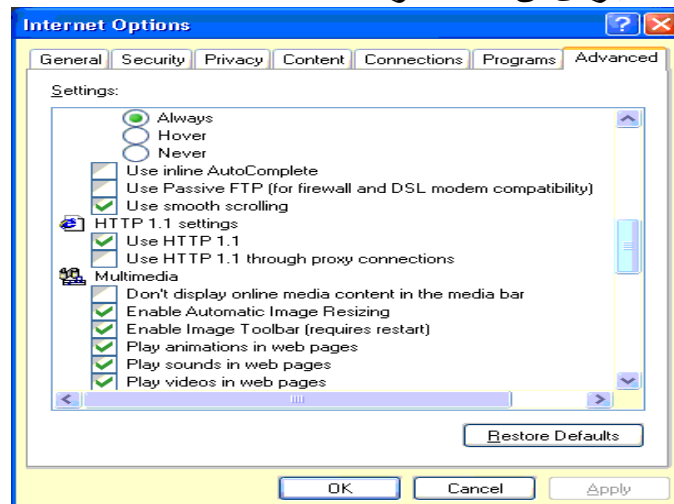 Internet Options
General Security Privacy Content Connections Programs Advanced
Settings:
Always
Hover
Never
Use inline AutoComplete
Use Passive FTP (for firewall and DSL modem compatibility)
Use smooth scrolling
HTTP 1.1 settings
Use HTTP 1.1
Use HTTP 1.1 through proxy connections
Multimedia
Don't display online media content in the media bar
Enable Automatic Image Resizing
Enable Image Toolbar (requires restart)
Play animations in web pages
Play sounds in web pages
Play videos in web pages
Restore Defaults
OK Cancel Apply